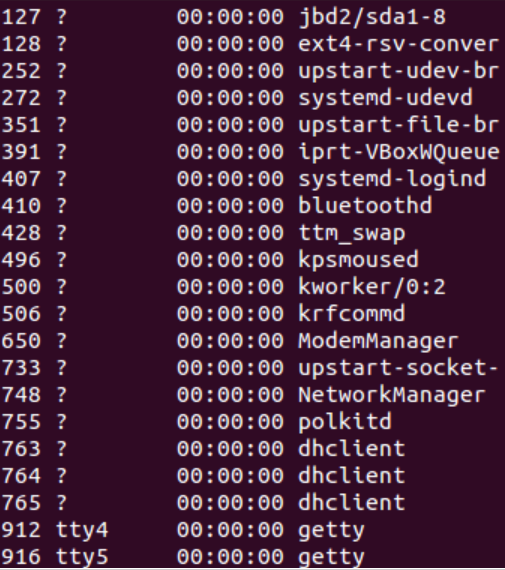 127 ?        00:00:00 jbd2/sda1-8
128 ?        00:00:00 ext4-rsv-conver
252 ?        00:00:00 upstart-udev-br
272 ?        00:00:00 systemd-udevd
351 ?        00:00:00 upstart-file-br
391 ?        00:00:00 iprt-VBoxWQueue
407 ?        00:00:00 systemd-logind
410 ?        00:00:00 bluetoothd
428 ?        00:00:00 ttm_swap
496 ?        00:00:00 kpsmoused
500 ?        00:00:00 kworker/0:2
506 ?        00:00:00 krfcommd
650 ?        00:00:00 ModemManager
733 ?        00:00:00 upstart-socket-
748 ?        00:00:00 NetworkManager
755 ?        00:00:00 polkitd
763 ?        00:00:00 dhclient
764 ?        00:00:00 dhclient
765 ?        00:00:00 dhclient
912 tty4     00:00:00 getty
916 tty5     00:00:00 getty